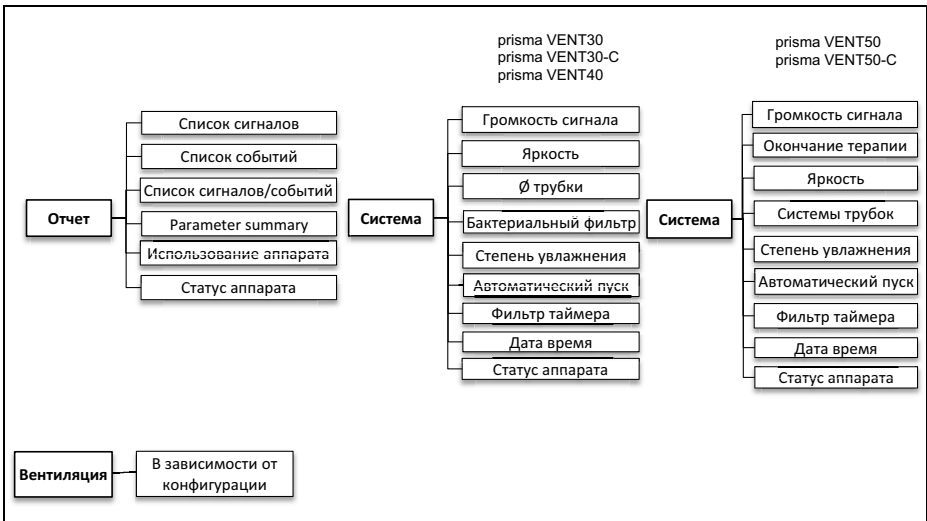 prisma VENT30
prisma VENT30-C
prisma VENT40
prisma VENT50
prisma VENT50-C
Отчет
Список сигналов
Список событий
Список сигналов/событий
Parameter summary
Использование аппарата
Статус аппарата
Система
Громкость сигнала
Яркость
Ø трубки
Бактериальный фильтр
Степень увлажнения
Автоматический пуск
Фильтр таймера
Дата время
Статус аппарата
Система
Громкость сигнала
Окончание терапии
Яркость
Системы трубок
Степень увлажнения
Автоматический пуск
Фильтр таймера
Дата время
Статус аппарата
Вентиляция
В зависимости от
конфигурации